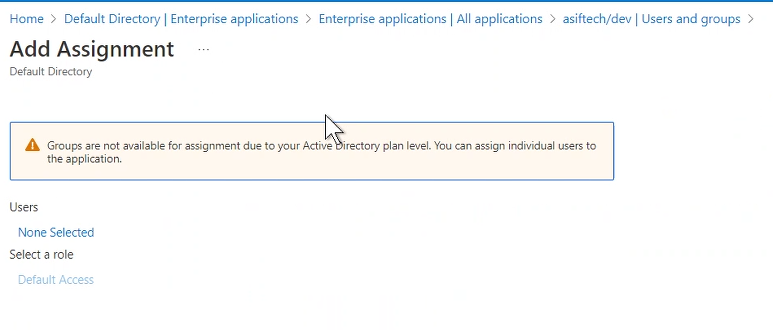 Home > Default Directory | Enterprise applications > Enterprise applications | All applications > asiftech/dev | Users and groups >
Add Assignment ...
Default Directory
Groups are not available for assignment due to your Active Directory plan level. You can assign individual users to
the application.
Users
None Selected
Select a role
Default Access